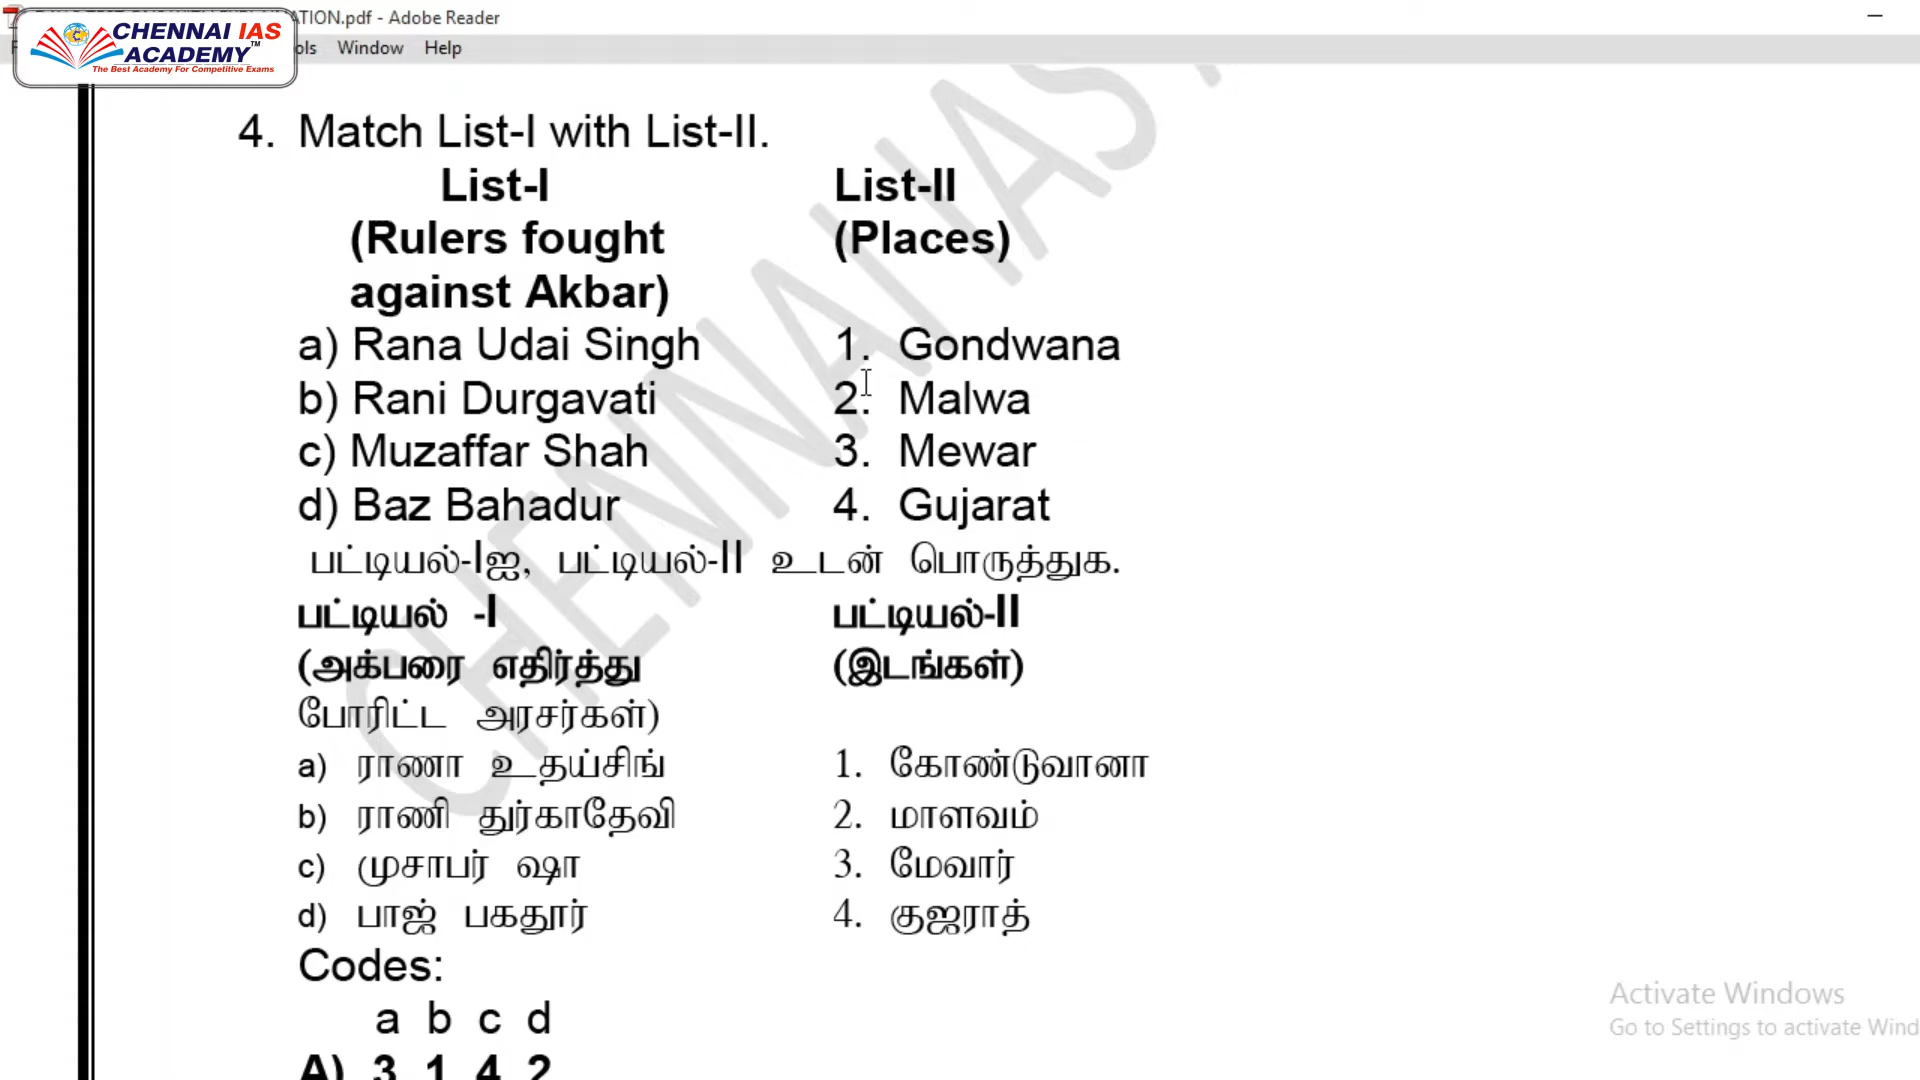 ATION.pdf - Adobe Reader
CHENNAI IAS
ACADEMY TM
The Best Academy For Competitive Exams
ols Window Help
4. Match List-I with List-II.
List-I List-II
(Rulers fought (Places)
against Akbar)
a) Rana Udai Singh 1. Gondwana
b) Rani Durgavati 2. Malwa
c) Muzaffar Shah 3. Mewar
d) Baz Bahadur 4. Gujarat
பட்டியல்-Iஐ, பட்டியல்-II உடன் பொருத்துக.
பட்டியல் -I பட்டியல்-II
(அக்பரை எதிர்த்து (இடங்கள்)
போரிட்ட அரசர்கள்)
a) ராணா உதய்சிங் 1. கோண்டுவானா
b) ராணி துர்காதேவி 2. மாளவம்
c) முசாபர் ஷா 3. மேவார்
d) பாஜ் பகதூர் 4. குஜராத்
Codes:
a b c d
A) 3 1 4 2
CHENNAI IAS
Activate Windows
Go to Settings to activate Wind